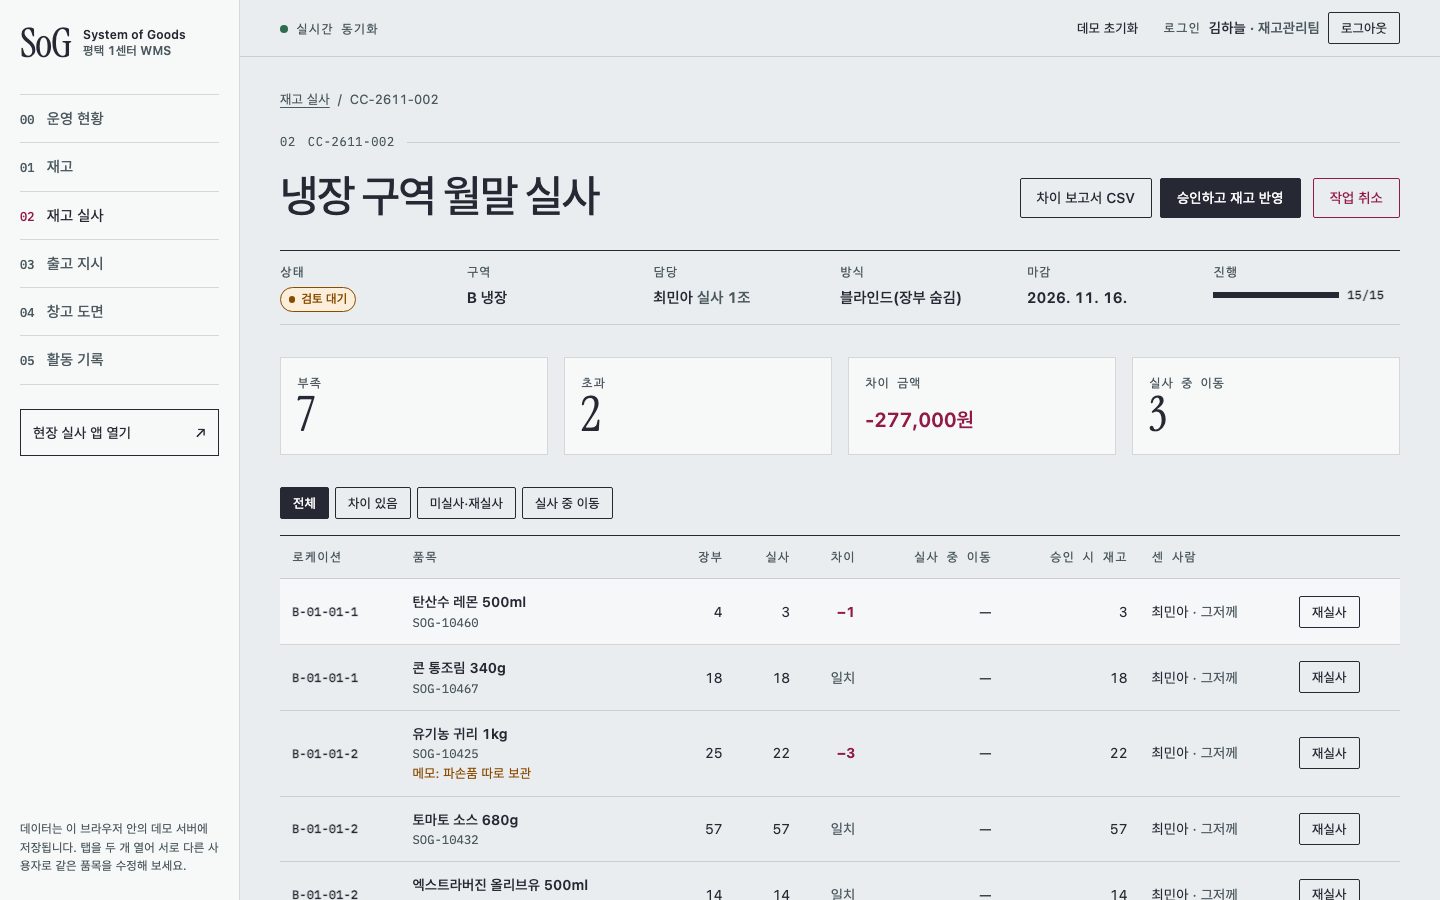 SoG
System of Goods
평택 1센터 WMS
00 운영 현황
01 재고
02 재고 실사
03 출고 지시
04 창고 도면
05 활동 기록
현장 실사 앱 열기 ↗
데이터는 이 브라우저 안의 데모 서버에
저장됩니다. 탭을 두 개 열어 서로 다른 사
용자로 같은 품목을 수정해 보세요.
실시간 동기화
데모 초기화
로그인 김하늘 · 재고관리팀
로그아웃
재고 실사 / CC-2611-002
02 CC-2611-002
냉장 구역 월말 실사
차이 보고서 CSV
승인하고 재고 반영
작업 취소
상태
검토 대기
구역
B 냉장
담당
최민아 실사 1조
방식
블라인드(장부 숨김)
마감
2026. 11. 16.
진행
15/15
부족
7
초과
2
차이 금액
-277,000원
실사 중 이동
3
전체 차이 있음 미실사·재실사 실사 중 이동
로케이션 품목 장부 실사 차이 실사 중 이동 승인 시 재고 센 사람
B-01-01-1 탄산수 레몬 500ml 4 3 −1 — 3 최민아 · 그저께 재실사
SOG-10460
B-01-01-1 콘 통조림 340g 18 18 일치 — 18 최민아 · 그저께 재실사
SOG-10467
B-01-01-2 유기농 귀리 1kg 25 22 −3 — 22 최민아 · 그저께 재실사
SOG-10425
메모: 파손품 따로 보관
B-01-01-2 토마토 소스 680g 57 57 일치 — 57 최민아 · 그저께 재실사
SOG-10432
B-01-01-2 엑스트라버진 올리브유 500ml 14 14 일치 — 14 최민아 · 그저께 재실사